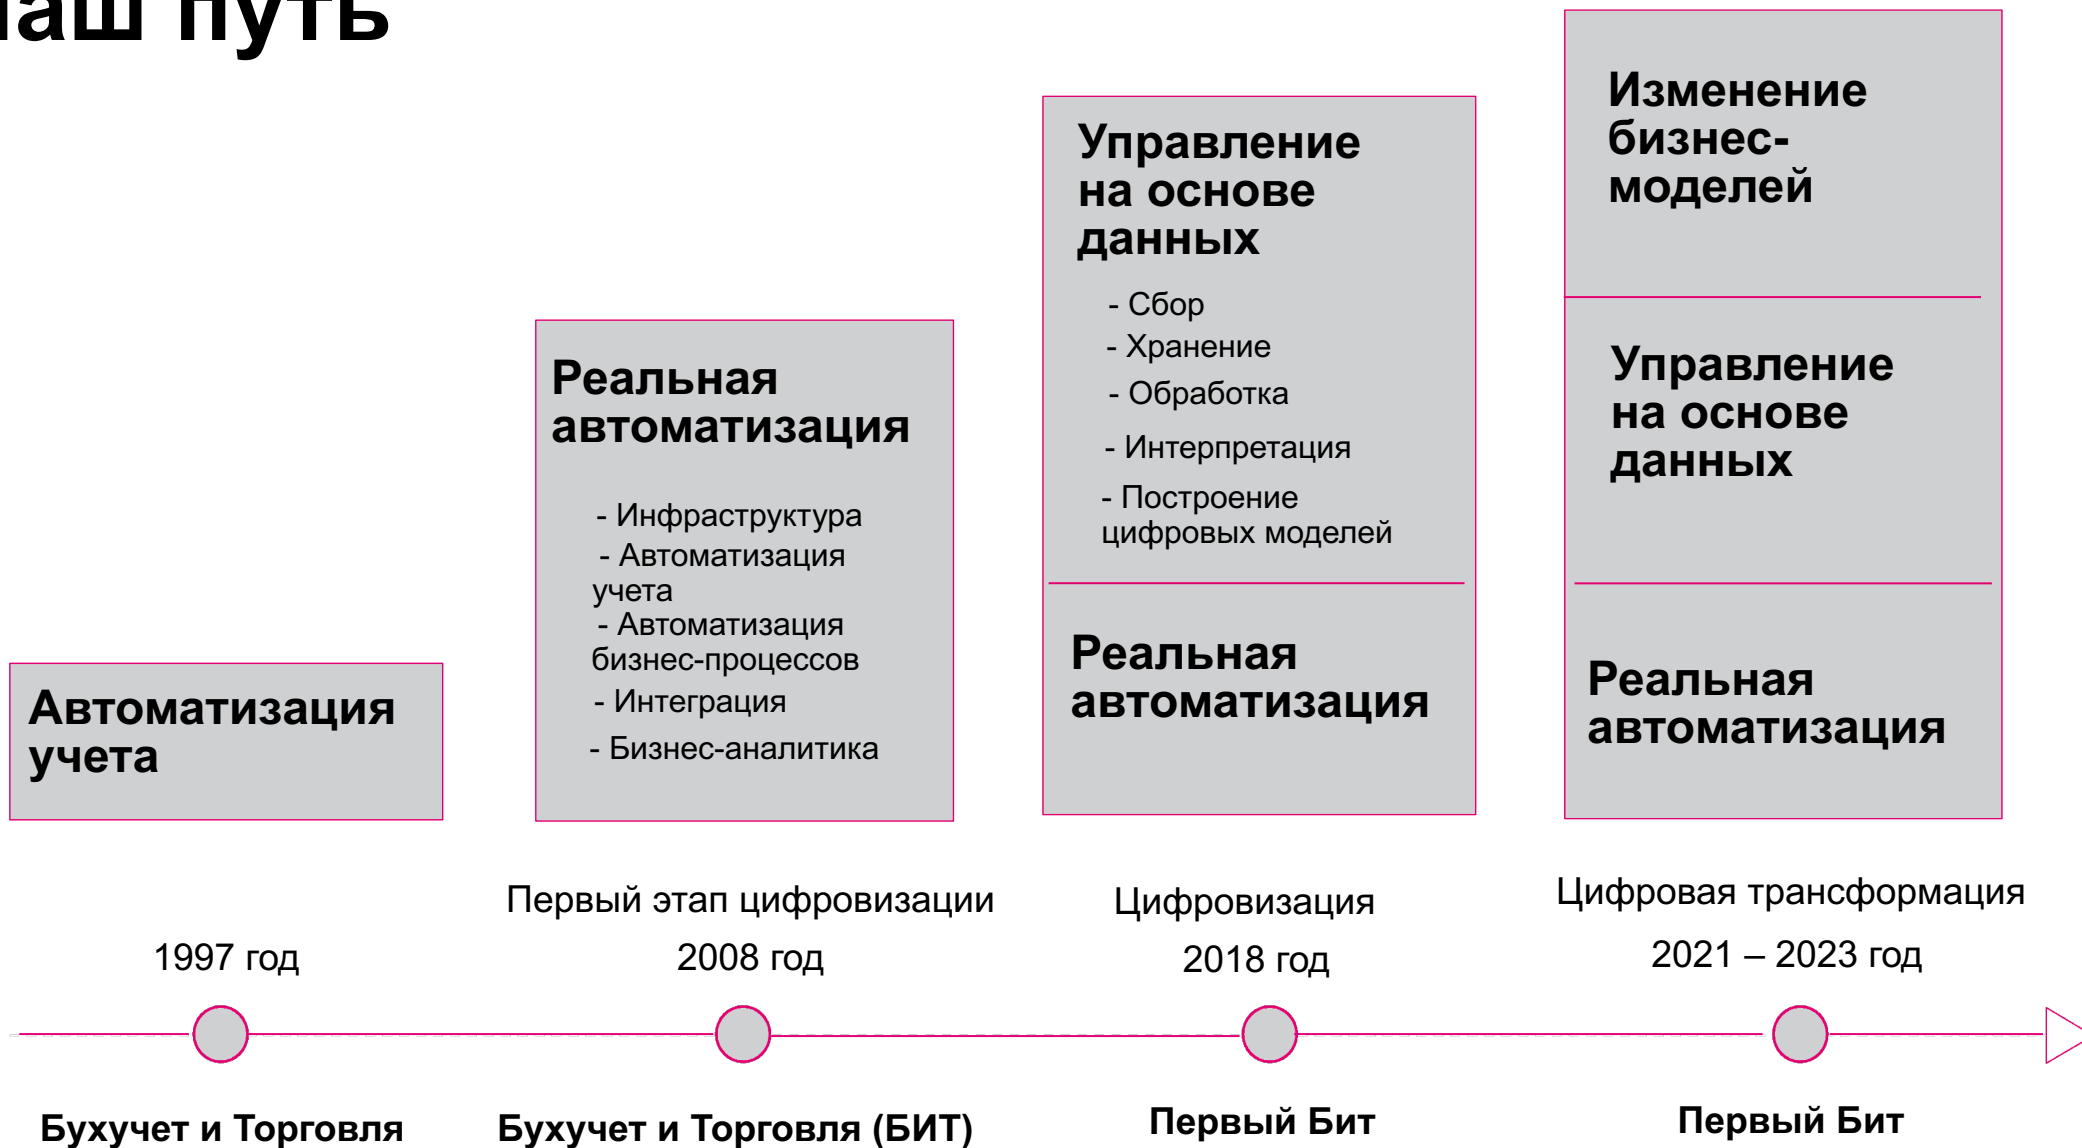 наш путь
Автоматизация
учета
1997 год
Бухучет и Торговля
Реальная
автоматизация
- Инфраструктура
- Автоматизация
учета
- Автоматизация
бизнес-процессов
- Интеграция
- Бизнес-аналитика
Первый этап цифровизации
2008 год
Бухучет и Торговля (БИТ)
Управление
на основе
данных
- Сбор
- Хранение
- Обработка
- Интерпретация
- Построение
цифровых моделей
Реальная
автоматизация
Цифровизация
2018 год
Первый Бит
Изменение
бизнес-
моделей
Управление
на основе
данных
Реальная
автоматизация
Цифровая трансформация
2021 – 2023 год
Первый Бит